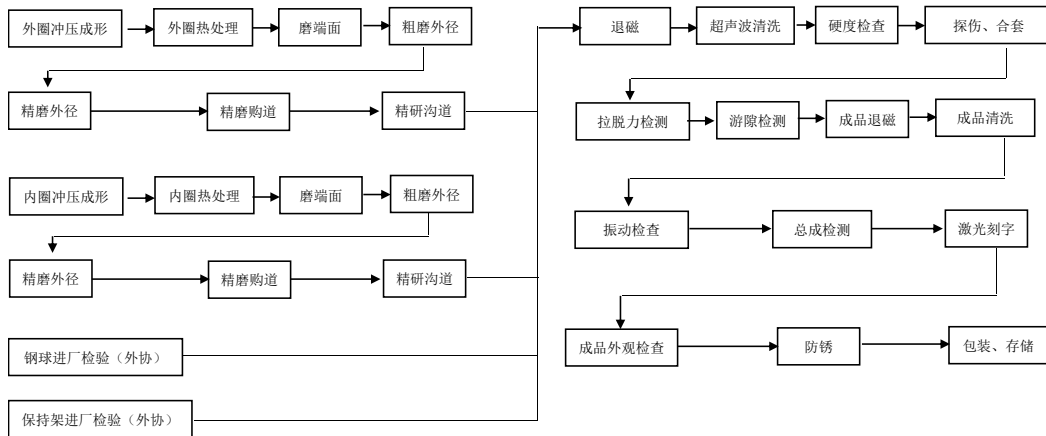 外圈冲压成形
外圈热处理
磨端面
粗磨外径
精磨外径
精磨购道
精研沟道
内圈冲压成形
内圈热处理
磨端面
粗磨外径
精磨外径
精磨购道
精研沟道
钢球进厂检验（外协）
保持架进厂检验（外协）
退磁
超声波清洗
硬度检查
探伤、合套
拉脱力检测
游隙检测
成品退磁
成品清洗
振动检查
总成检测
激光刻字
成品外观检查
防锈
包装、存储